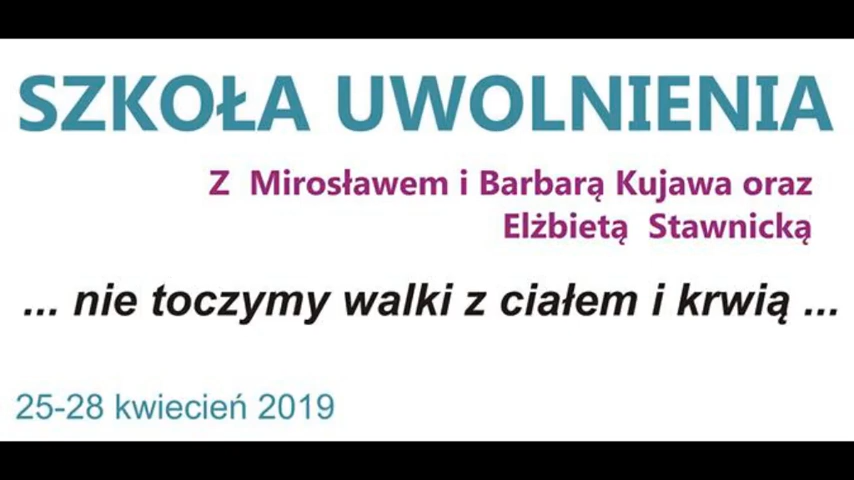 SZKOŁA UWOLNIENIA
Z Mirosławem i Barbarą Kujawa oraz
Elżbietą Stawnicką
... nie toczymy walki z ciałem i krwią ...
25-28 kwiecień 2019